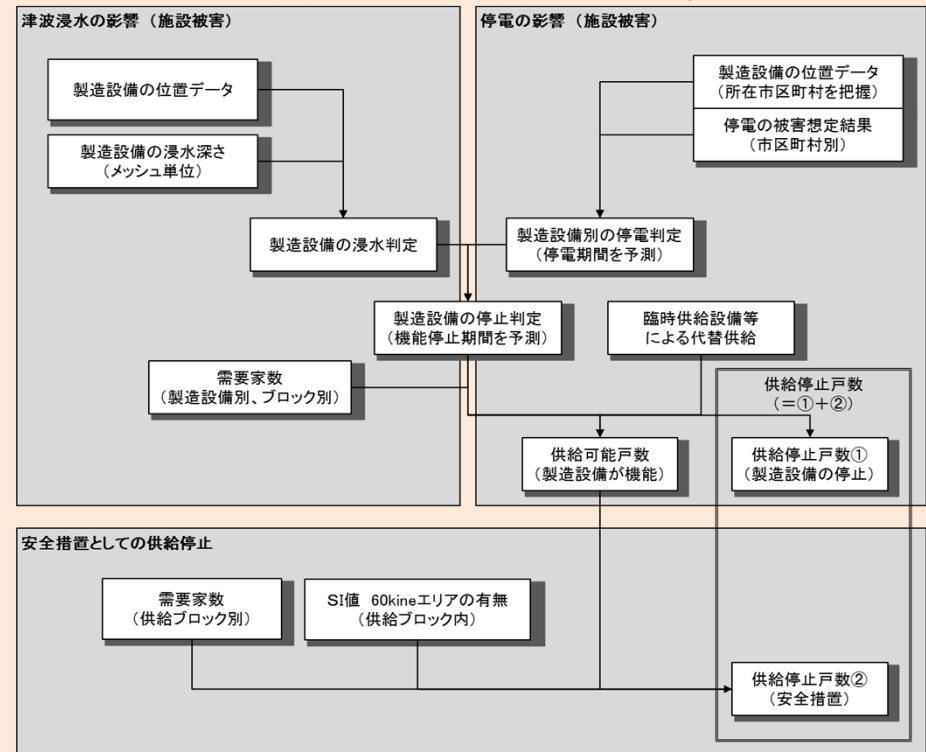 津波浸水の影響（施設被害）
製造設備の位置データ
製造設備の浸水深さ
（メッシュ単位）
製造設備の浸水判定
停電の影響（施設被害）
製造設備の位置データ
（所在市区町村を把握）
停電の被害想定結果
（市区町村別）
製造設備別の停電判定
（停電期間を予測）
製造設備の停止判定
（機能停止期間を予測）
臨時供給設備等
による代替供給
需要家数
（製造設備別、ブロック別）
供給停止戸数
（＝①＋②）
供給可能戸数
（製造設備が機能）
供給停止戸数①
（製造設備の停止）
安全措置としての供給停止
需要家数
（供給ブロック別）
SI値　60kineエリアの有無
（供給ブロック内）
供給停止戸数②
（安全措置）